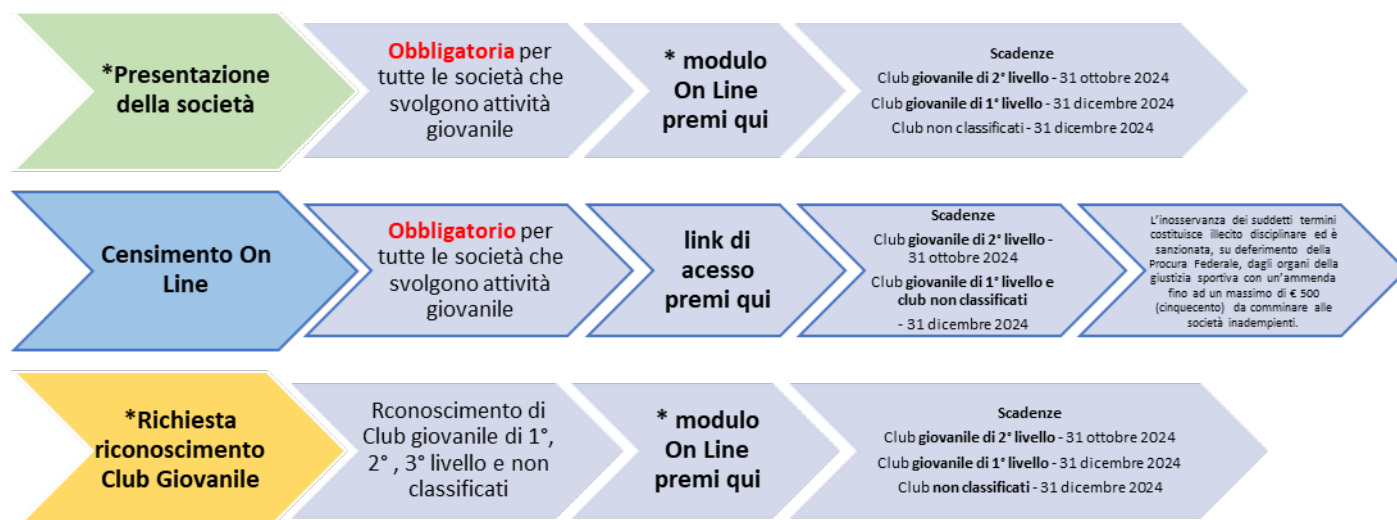 *Presentazione
della società
Obbligatoria per
tutte le società che
svolgono attività
giovanile
* modulo
On Line
premi qui
Scadenze
Club giovanile di 2° livello - 31 ottobre 2024
Club giovanile di 1° livello - 31 dicembre 2024
Club non classificati - 31 dicembre 2024
Censimento On
Line
Obbligatorio per
tutte le società che
svolgono attività
giovanile
link di
acesso
premi qui
Scadenze
Club giovanile di 2° livello -
31 ottobre 2024
Club giovanile di 1° livello e
club non classificati
- 31 dicembre 2024
L'inosservanza dei suddetti termini
costituisce illecito disciplinare ed è
sanzionata, su deferimento della
Procura Federale, dagli organi della
giustizia sportiva con un'ammenda
fino ad un massimo di € 500
(cinquecento) da comminare alle
società inadempienti.
*Richiesta
riconoscimento
Club Giovanile
Rconoscimento di
Club giovanile di 1°,
2° , 3° livello e non
classificati
* modulo
On Line
premi qui
Scadenze
Club giovanile di 2° livello - 31 ottobre 2024
Club giovanile di 1° livello - 31 dicembre 2024
Club non classificati - 31 dicembre 2024